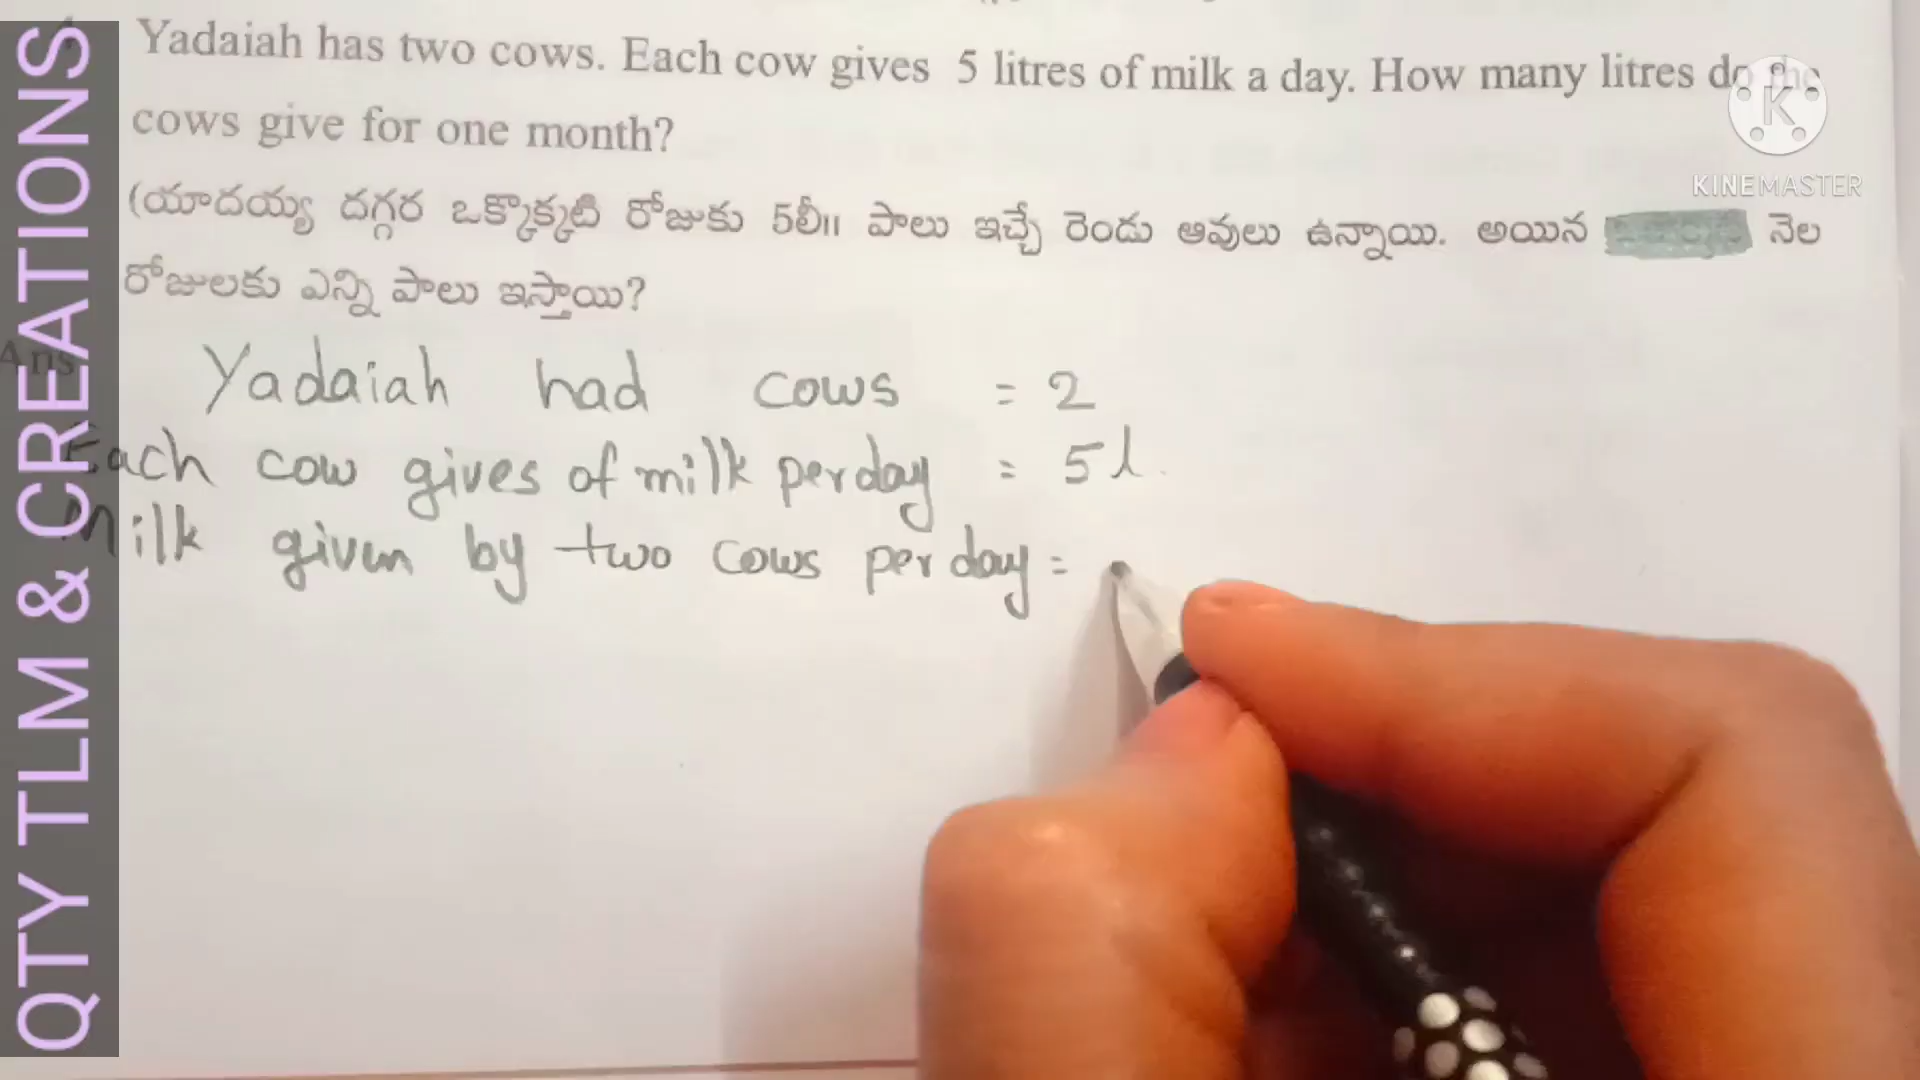 Yadaiah has two cows. Each cow gives 5 litres of milk a day. How many litres do the
cows give for one month?
(యాదయ్య దగ్గర ఒక్కొక్కటి రోజుకు 5లీ॥ పాలు ఇచ్చే రెండు ఆవులు ఉన్నాయి. అయిన నెల
రోజులకు ఎన్ని పాలు ఇస్తాయి?
Ans
Yadaiah had cows = 2
Each cow gives of milk per day = 5 l
Milk given by two cows per day =
QTY TLM & CREATIONS
K
KINEMASTER